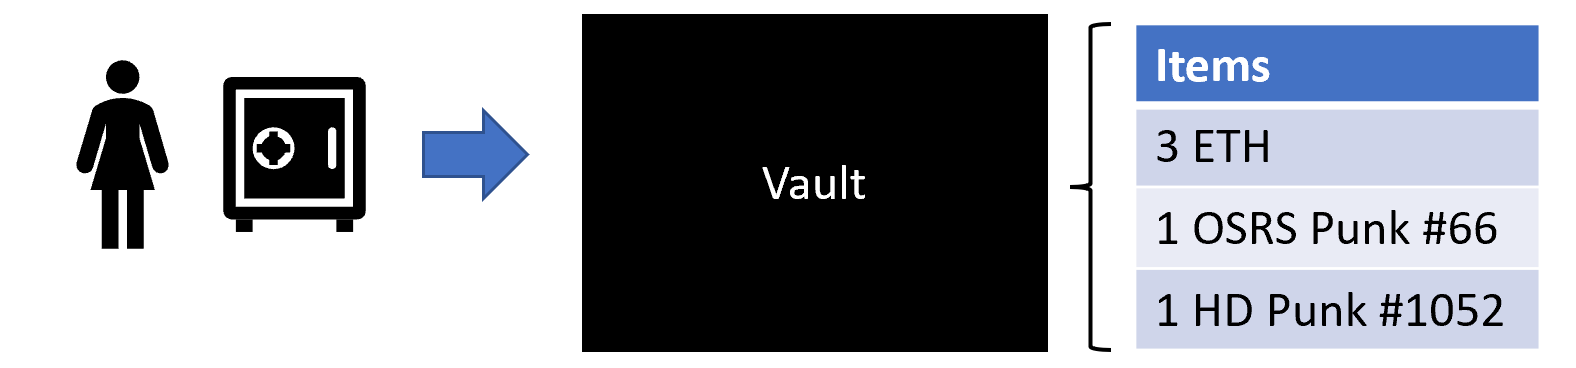 Vault
Items
3 ETH
1 OSRS Punk #66
1 HD Punk #1052